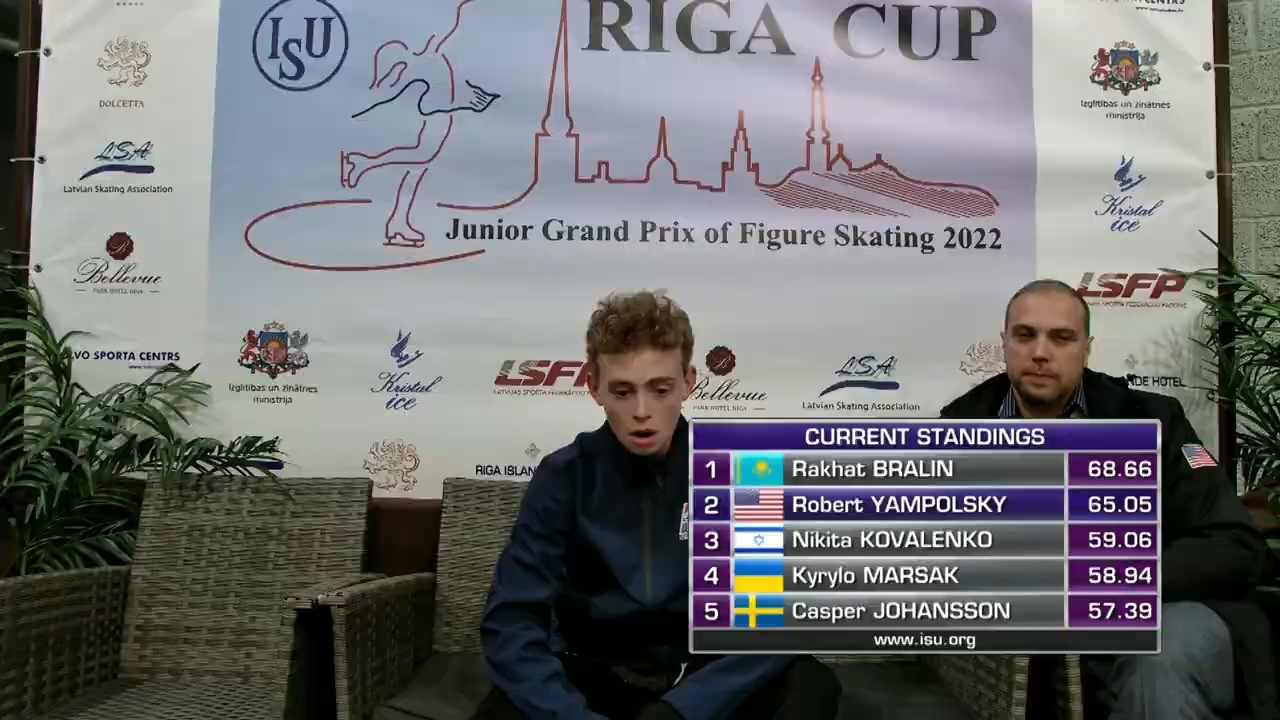 RIGA CUP
ISU
DOLCETTA
Izglītības un zinātnes
ministrija
LSA
Latvian Skating Association
Kristal
ice
Junior Grand Prix of Figure Skating 2022
Bellevue
PARK HOTEL RIGA
LSFP
VO SPORTA CENTRS
Izglītības un zinātnes
ministrija
Kristal
ice
LSF
Bellevue
PARK HOTEL RIGA
LSA
Latvian Skating Association
DE HOTEL
RIGA ISLAN
CURRENT STANDINGS
1 Rakhat BRALIN 68.66
2 Robert YAMPOLSKY 65.05
3 Nikita KOVALENKO 59.06
4 Kyrylo MARSAK 58.94
5 Casper JOHANSSON 57.39
www.isu.org